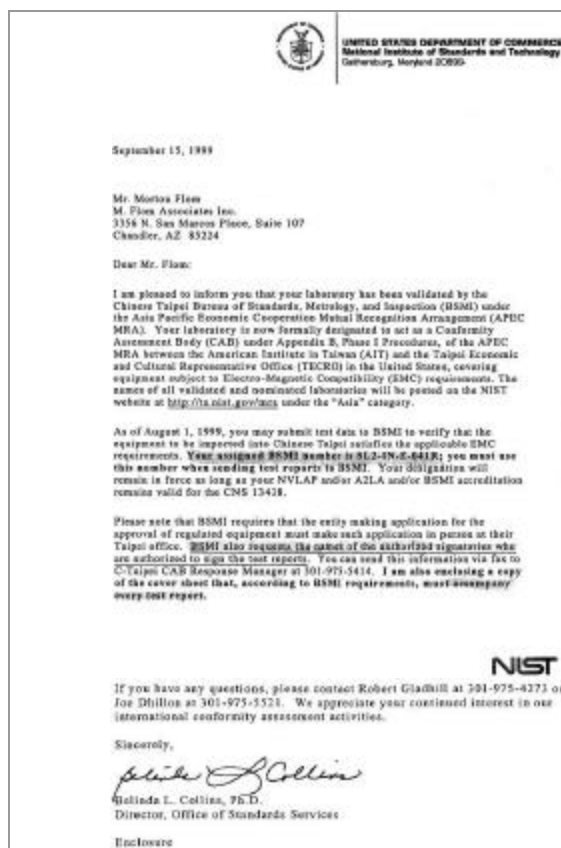 UNITED STATES DEPARTMENT OF COMMERCE
National Institute of Standards and Technology
Gaithersburg, Maryland 20899-
September 15, 1999
Mr. Morton Flom
M. Flom Associates Inc.
3356 N. San Marcos Place, Suite 107
Chandler, AZ 85224
Dear Mr. Flom:
I am pleased to inform you that your laboratory has been validated by the
Chinese Taipei Bureau of Standards, Metrology, and Inspection (BSMI) under
the Asia Pacific Economic Cooperation Mutual Recognition Arrangement (APEC
MRA). Your laboratory is now formally designated to act as a Conformity
Assessment Body (CAB) under Appendix B, Phase I Procedures, of the APEC
MRA between the American Institute in Taiwan (AIT) and the Taipei Economic
and Cultural Representative Office (TECRO) in the United States, covering
equipment subject to Electro-Magnetic Compatibility (EMC) requirements. The
names of all validated and nominated laboratories will be posted on the NIST
website at http://ts.nist.gov/mra under the "Asia" category.
As of August 1, 1999, you may submit test data to BSMI to verify that the
equipment to be imported into Chinese Taipei satisfies the applicable EMC
requirements. Your assigned BSMI number is SL2-IN-E-041R; you must use
this number when sending test reports to BSMI. Your designation will
remain in force as long as your NVLAP and/or A2LA and/or BSMI accreditation
remains valid for the CNS 13438.
Please note that BSMI requires that the entity making application for the
approval of regulated equipment must make such application in person at their
Taipei office. BSMI also requests the names of the authorized signatories who
are authorized to sign the test reports. You can send this information via fax to
C-Taipei CAB Response Manager at 301-975-5414. I am also enclosing a copy
of the cover sheet that, according to BSMI requirements, must accompany
every test report.
NIST
If you have any questions, please contact Robert Gladhill at 301-975-4273 or
Joe Dhillon at 301-975-5521. We appreciate your continued interest in our
international conformity assessment activities.
Sincerely,
Belinda L Collins
Belinda L. Collins, Ph.D.
Director, Office of Standards Services
Enclosure